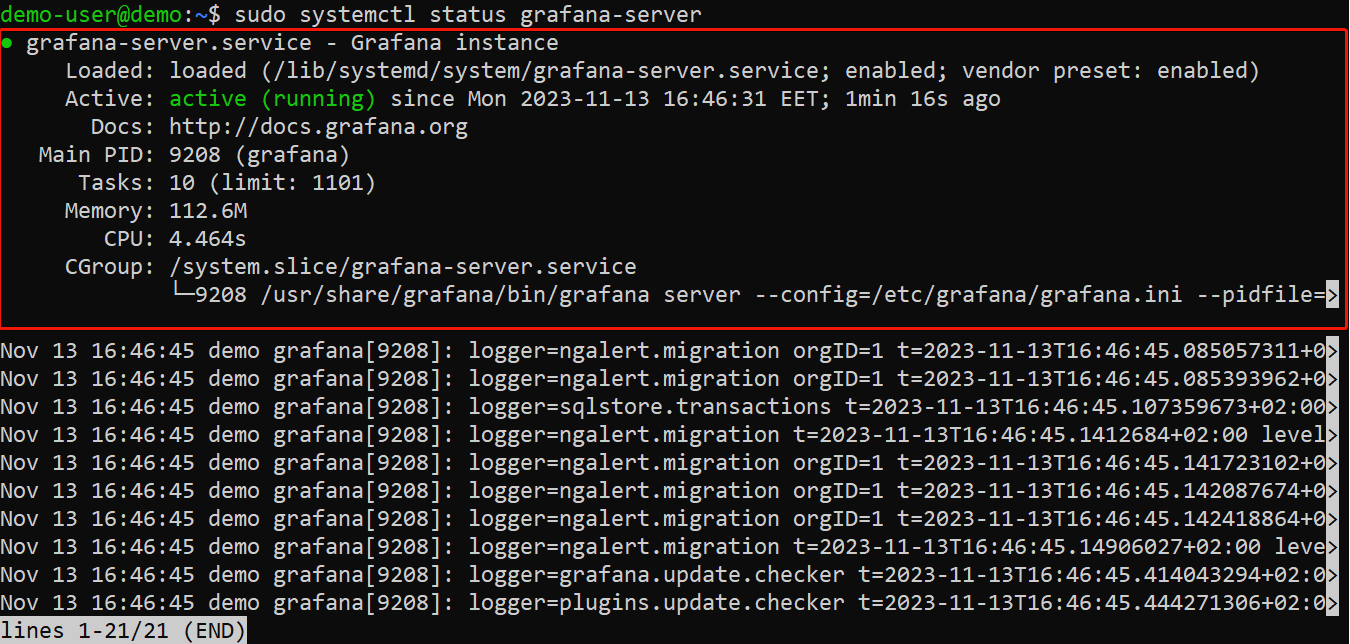 demo-user@demo:~$ sudo systemctl status grafana-server
● grafana-server.service - Grafana instance
Loaded: loaded (/lib/systemd/system/grafana-server.service; enabled; vendor preset: enabled)
Active: active (running) since Mon 2023-11-13 16:46:31 EET; 1min 16s ago
Docs: http://docs.grafana.org
Main PID: 9208 (grafana)
Tasks: 10 (limit: 1101)
Memory: 112.6M
CPU: 4.464s
CGroup: /system.slice/grafana-server.service
└─9208 /usr/share/grafana/bin/grafana server --config=/etc/grafana/grafana.ini --pidfile=>
Nov 13 16:46:45 demo grafana[9208]: logger=ngalert.migration orgID=1 t=2023-11-13T16:46:45.085057311+0>
Nov 13 16:46:45 demo grafana[9208]: logger=ngalert.migration orgID=1 t=2023-11-13T16:46:45.085393962+0>
Nov 13 16:46:45 demo grafana[9208]: logger=sqlstore.transactions t=2023-11-13T16:46:45.107359673+02:00>
Nov 13 16:46:45 demo grafana[9208]: logger=ngalert.migration t=2023-11-13T16:46:45.1412684+02:00 level>
Nov 13 16:46:45 demo grafana[9208]: logger=ngalert.migration orgID=1 t=2023-11-13T16:46:45.141723102+0>
Nov 13 16:46:45 demo grafana[9208]: logger=ngalert.migration orgID=1 t=2023-11-13T16:46:45.142087674+0>
Nov 13 16:46:45 demo grafana[9208]: logger=ngalert.migration orgID=1 t=2023-11-13T16:46:45.142418864+0>
Nov 13 16:46:45 demo grafana[9208]: logger=ngalert.migration t=2023-11-13T16:46:45.14906027+02:00 leve>
Nov 13 16:46:45 demo grafana[9208]: logger=grafana.update.checker t=2023-11-13T16:46:45.414043294+02:0>
Nov 13 16:46:45 demo grafana[9208]: logger=plugins.update.checker t=2023-11-13T16:46:45.444271306+02:0>
lines 1-21/21 (END)